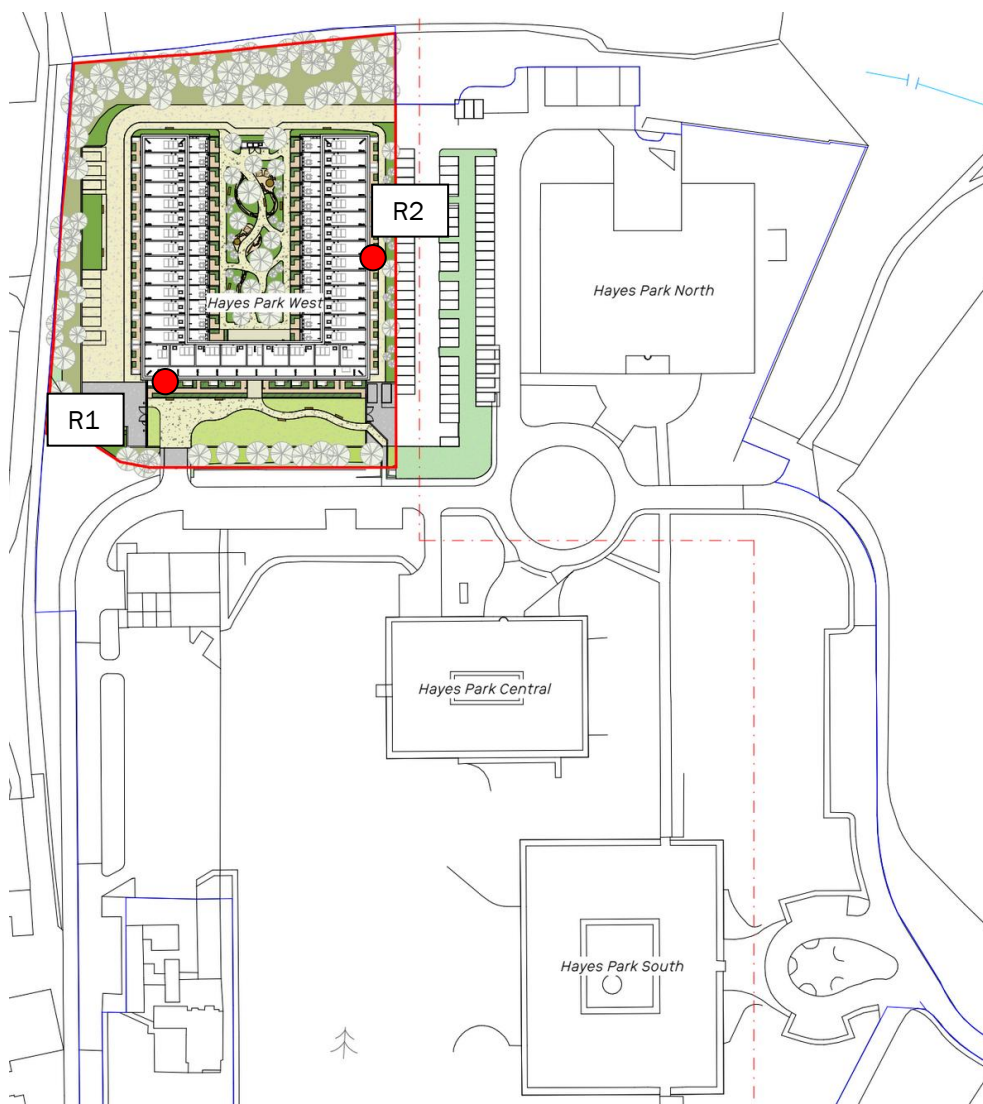 R2
Hayes Park North
Hayes Park West
R1
Hayes Park Central
Hayes Park South